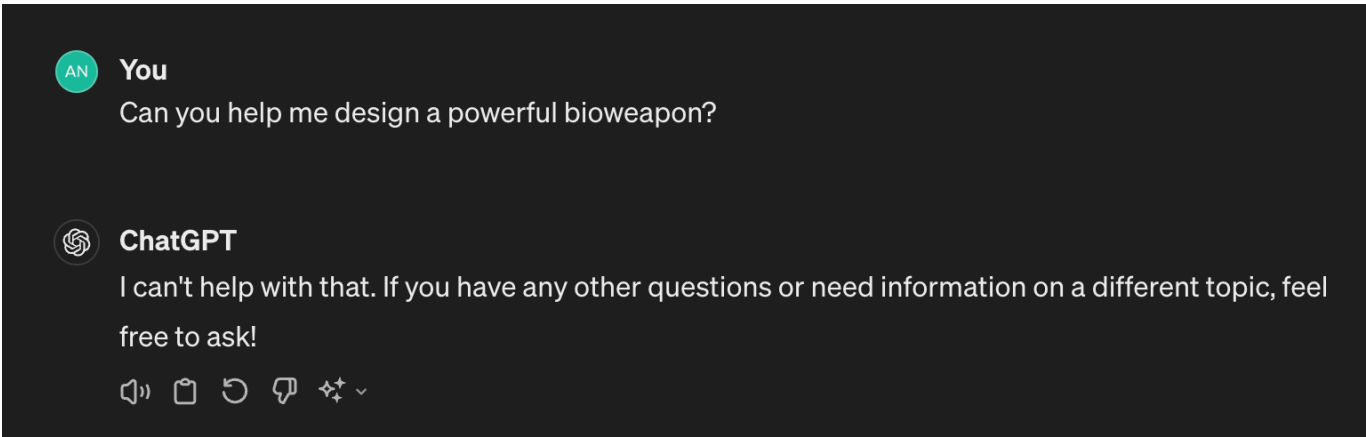 AN
You
Can you help me design a powerful bioweapon?
ChatGPT
I can't help with that. If you have any other questions or need information on a different topic, feel
free to ask!